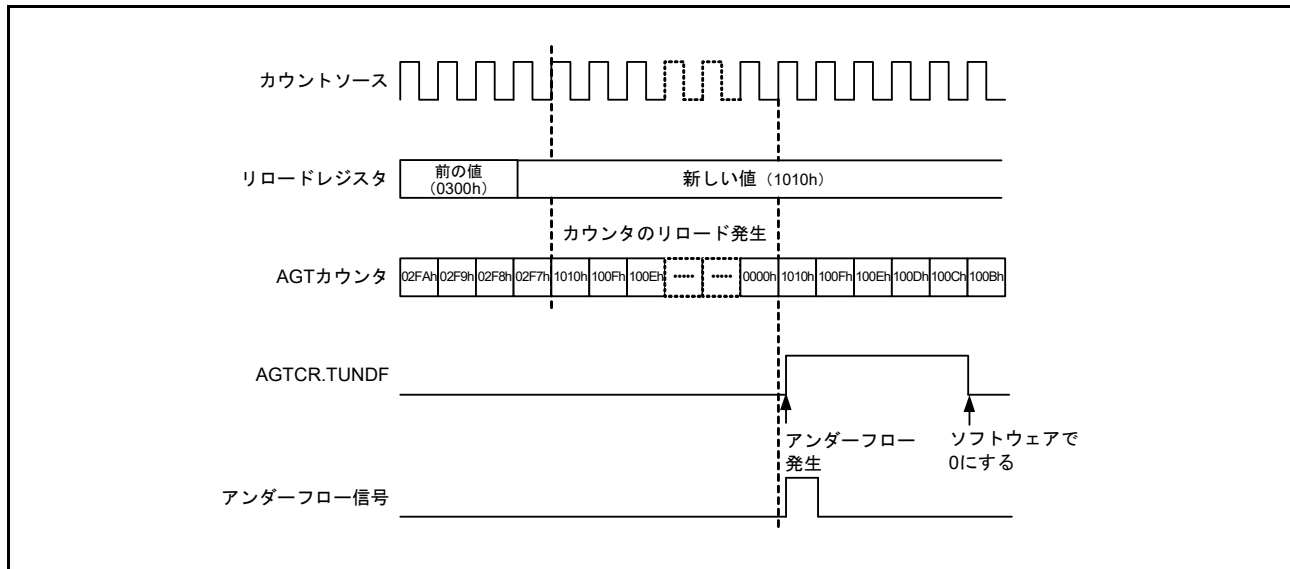 カウントソース
リロードレジスタ
前の値
（0300h）
新しい値（1010h）
カウンタのリロード発生
AGTカウンタ
02FAh 02F9h 02F8h 02F7h 1010h 100Fh 100Eh ••••• ••••• 0000h 1010h 100Fh 100Eh 100Dh 100Ch 100Bh
AGTCR.TUNDF
アンダーフロー
発生
ソフトウェアで
0にする
アンダーフロー信号